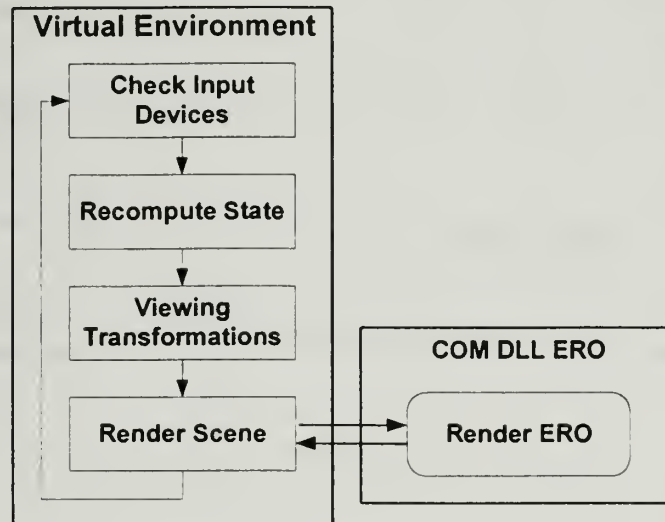 Virtual Environment
Check Input
Devices
Recompute State
Viewing
Transformations
Render Scene
COM DLL ERO
Render ERO